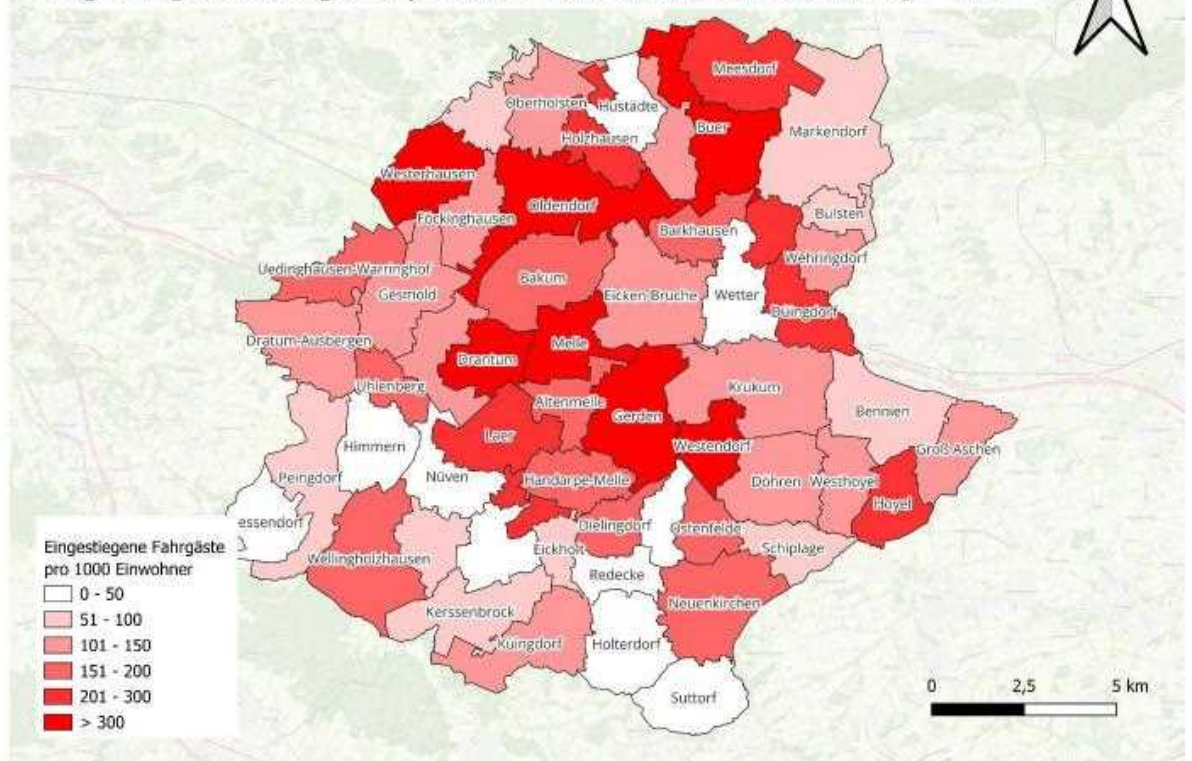 Meesdorf
Oberholsten
Hustädte
Buer
Markendorf
Holzhausen
Westerhausen
Oldendorf
Föckinghausen
Barkhausen
Bulsten
Uedinghausen-Warringhof
Bakum
Wehringdorf
Gesmold
Eicken-Bruche
Wetter
Büingdorf
Dratum-Ausbergen
Melle
Drantum
Uhlenberg
Krukum
Altenmelle
Gerden
Bennien
Laer
Himmern
Westendorf
Groß Aschen
Peingdorf
Nüven
Handarpe-Melle
Döhren
Westhoyel
Hoyel
essendorf
Dielingdorf
Ostenfelde
Wellingholzhausen
Eickholt
Schiplage
Redecke
Neuenkirchen
Kerssenbrock
Kuingdorf
Holterdorf
Suttorf
Eingestiegene Fahrgäste
pro 1000 Einwohner
0 - 50
51 - 100
101 - 150
151 - 200
201 - 300
> 300
0 2,5 5 km